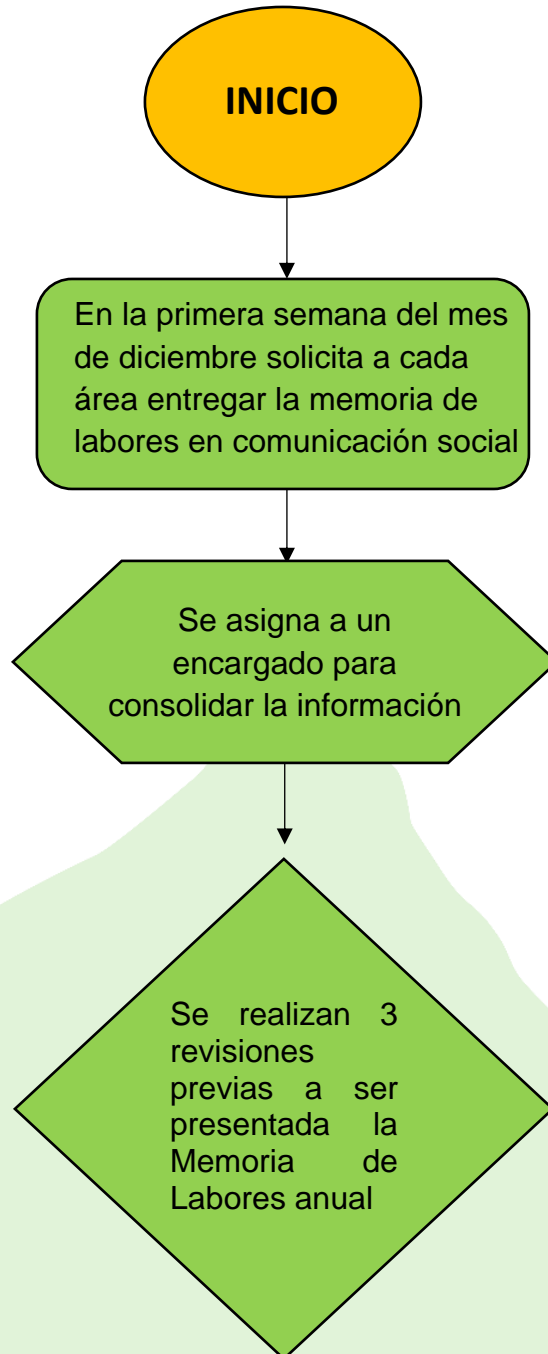 INICIO
En la primera semana del mes
de diciembre solicita a cada
área entregar la memoria de
labores en comunicación social
Se asigna a un
encargado para
consolidar la información
Se realizan 3
revisiones
previas a ser
presentada la
Memoria de
Labores anual